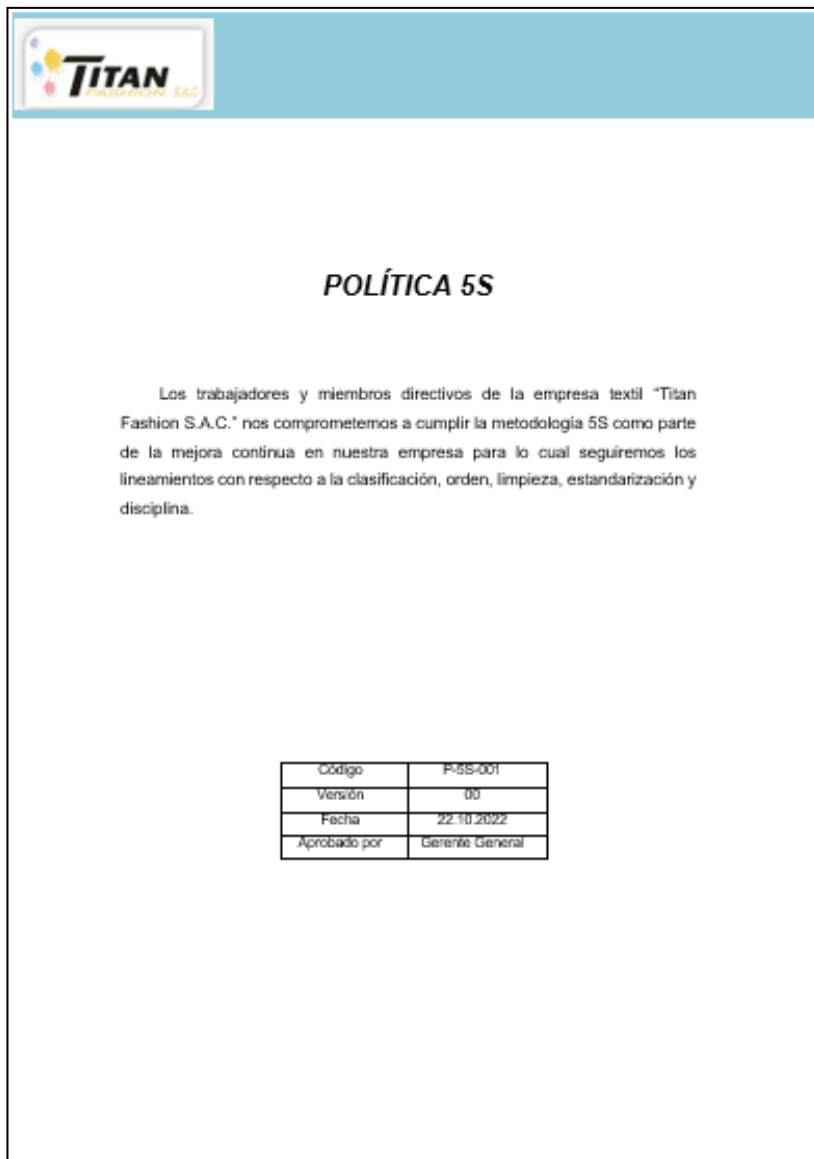 TITAN
FASHION S.A.C
POLÍTICA 5S
Los trabajadores y miembros directivos de la empresa textil “Titan
Fashion S.A.C.” nos comprometemos a cumplir la metodología 5S como parte
de la mejora continua en nuestra empresa para lo cual seguiremos los
lineamientos con respecto a la clasificación, orden, limpieza, estandarización y
disciplina.
Código P-5S-001
Versión 00
Fecha 22.10.2022
Aprobado por Gerente General